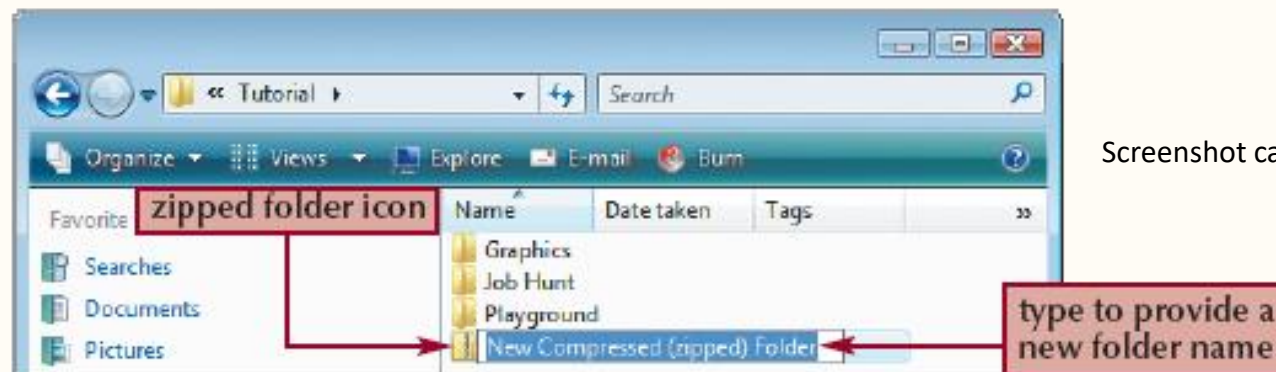 « Tutorial
Search
Organize Views Explore E-mail Burn
Screenshot ca
Favorite
zipped folder icon
Name Date taken Tags »
Searches
Documents
Pictures
Graphics
Job Hunt
Playground
New Compressed (zipped) Folder
type to provide a
new folder name